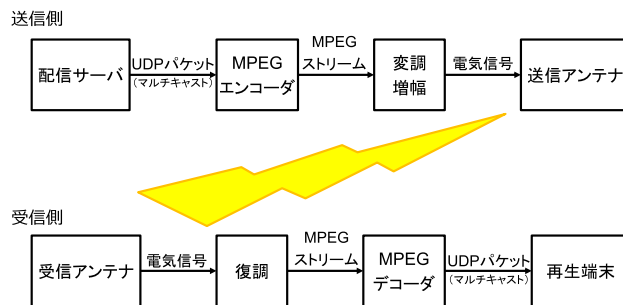 送信側
配信サーバ
UDPパケット
(マルチキャスト)
MPEG
エンコーダ
MPEG
ストリーム
変調
増幅
電気信号
送信アンテナ
受信側
受信アンテナ
電気信号
復調
MPEG
ストリーム
MPEG
デコーダ
UDPパケット
(マルチキャスト)
再生端末